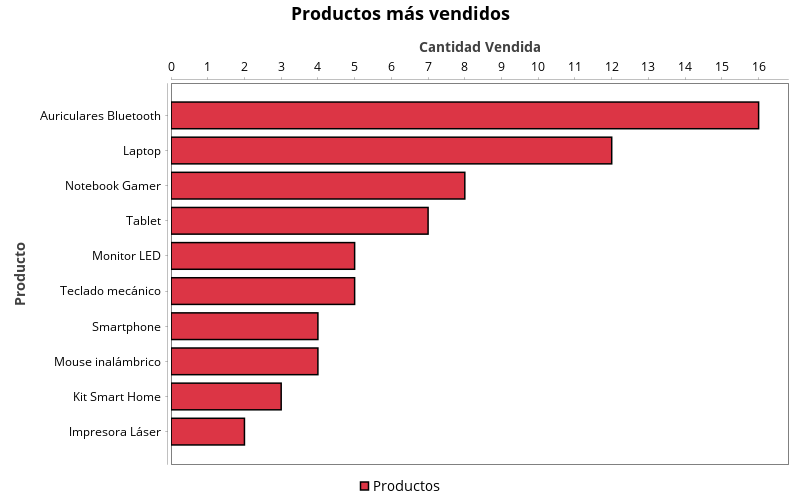 Productos más vendidos
Cantidad Vendida
0 1 2 3 4 5 6 7 8 9 10 11 12 13 14 15 16
Producto
Auriculares Bluetooth
Laptop
Notebook Gamer
Tablet
Monitor LED
Teclado mecánico
Smartphone
Mouse inalámbrico
Kit Smart Home
Impresora Láser
Productos